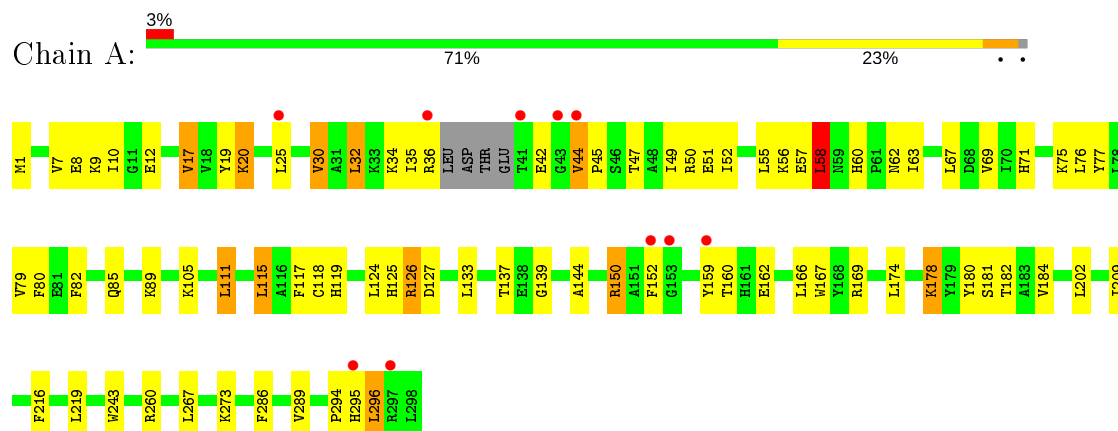 3%
Chain A:
71% 23% . .
M1 V7 E8 K9 I10 G11 E12 V17 V18 Y19 K20 L25 V30 A31 L32 K33 K34 I35 R36 LEU ASP THR GLU T41 E42 G43 V44 P45 S46 T47 A48 I49 R50 E51 I52 L55 K56 E57 L58 N59 H60 P61 N62 I63 L67 D68 V69 I70 H71 K75 L76 Y77 L78
V79 F80 E81 F82 Q85 K89 K105 L111 L115 A116 F117 C118 H119 L124 H125 R126 D127 L133 T137 E138 G139 A144 R150 A151 F152 G153 Y159 T160 H161 E162 L166 W167 Y168 R169 L174 K178 Y179 Y180 S181 T182 A183 V184 L202 I209
F216 L219 W243 R260 L267 K273 F286 V289 P294 H295 L296 R297 L298